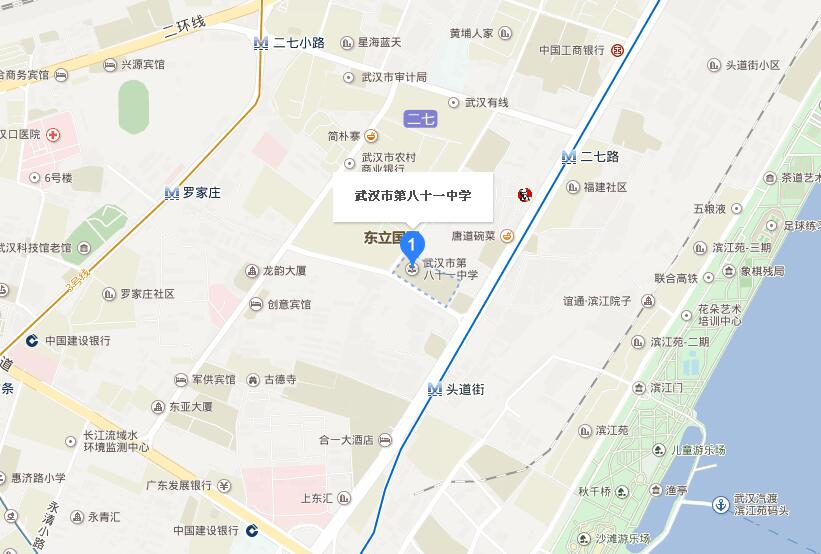 二环线
二七小路
星海蓝天
黄埔人家
中国工商银行
合商务宾馆
兴源宾馆
武汉市审计局
头道街小区
武汉有线
二七
汉口医院
简朴寨
武汉市农村
商业银行
二七路
6号楼
罗家庄
武汉市第八十一中学
福建社区
茶道艺术
五粮液
足球练习
东立国
唐道碗菜
武汉科技馆老馆
1
滨江苑-三期
龙韵大厦
武汉市第
八十一中学
联合高铁
象棋残局
3号线
罗家庄社区
创意宾馆
谊通·滨江院子
花朵艺术
培训中心
中国建设银行
滨江苑-二期
道
条
军供宾馆
古德寺
头道街
滨江门
东亚大厦
长江流域水
环境监测中心
合一大酒店
滨江苑
儿童游乐场
惠济路小学
广东发展银行
上东汇
秋千桥
渔亭
武汉汽渡
滨江苑码头
永清小路
永青汇
中国建设银行
沙滩游乐场